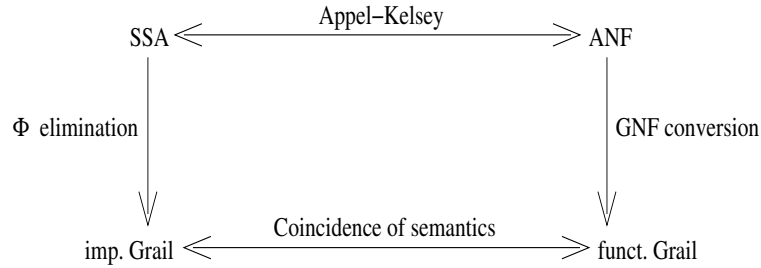 Appel–Kelsey
SSA
ANF
Φ elimination
GNF conversion
Coincidence of semantics
imp. Grail
funct. Grail